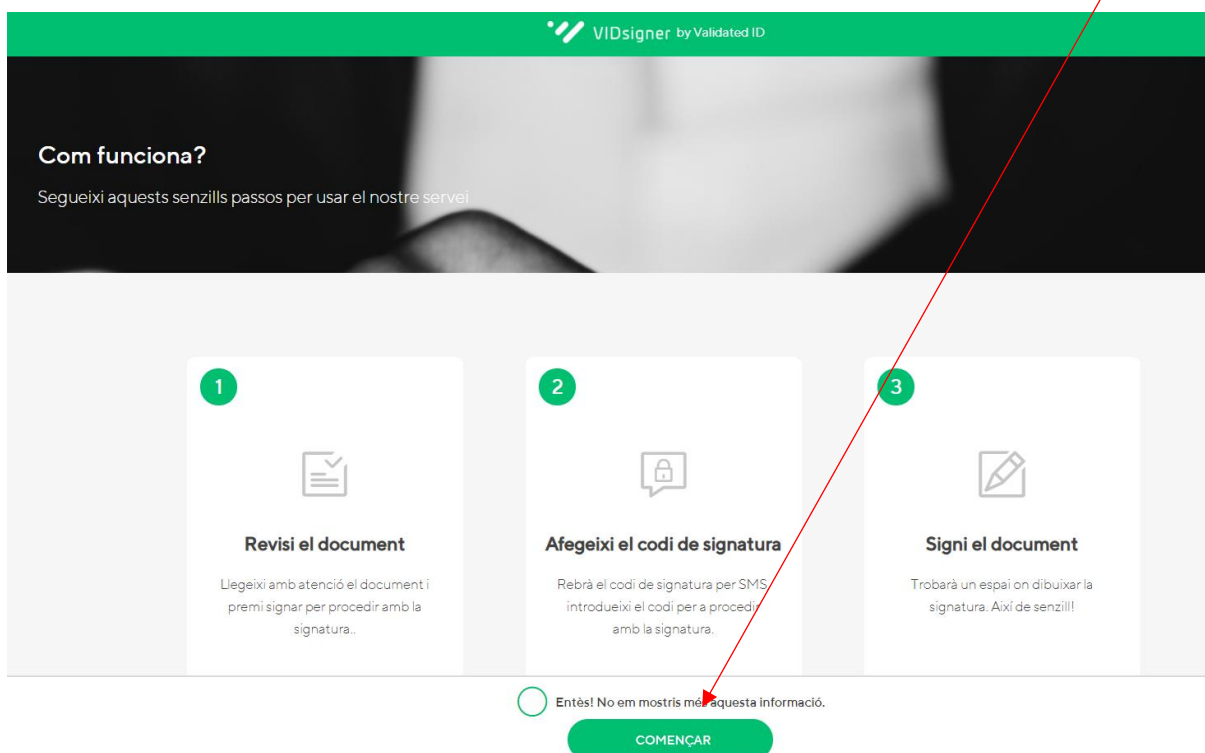 VIDsigner by Validated ID
Com funciona?
Segueixi aquests senzills passos per usar el nostre servei
1
2
3
Revisi el document
Llegeixi amb atenció el document i
premi signar per procedir amb la
signatura..
Afegeixi el codi de signatura
Rebrà el codi de signatura per SMS
introdueixi el codi per a procedir
amb la signatura.
Signi el document
Trobarà un espai on dibuixar la
signatura. Així de senzill!
Entès! No em mostris més aquesta informació.
COMENÇAR